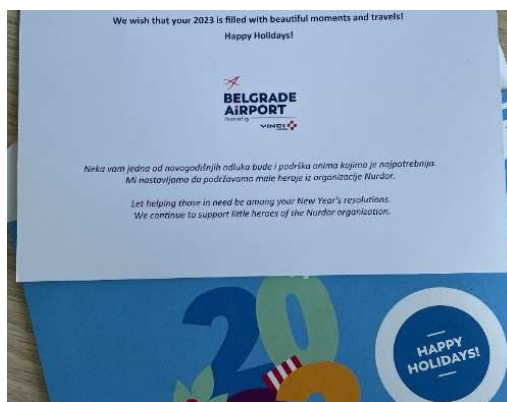 We wish that your 2023 is filled with beautiful moments and travels!
Happy Holidays!
BELGRADE
AiRPORT
Powered by
VINCI
Neka vam jedna od novogodišnjih odluka bude i podrška onima kojima je najpotrebnija.
Mi nastavljamo da podržavamo male heroje iz organizacije Nurdor.
Let helping those in need be among your New Year's resolutions.
We continue to support little heroes of the Nurdor organization.
20
HAPPY
HOLIDAYS!